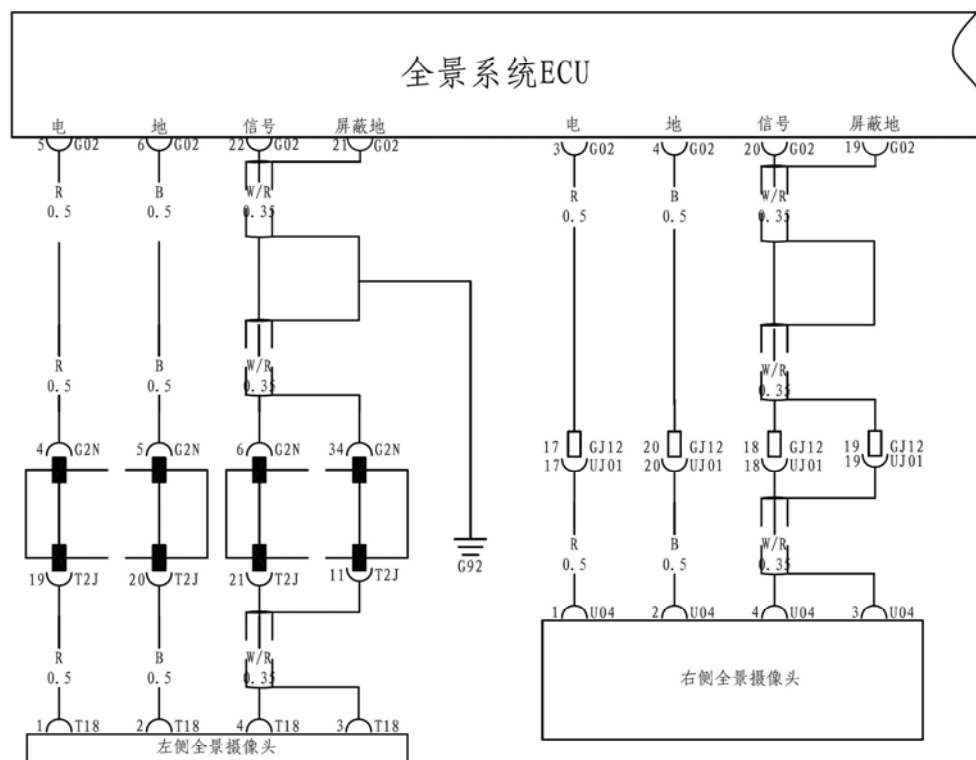 全景系统ECU
电 地 信号 屏蔽地 电 地 信号 屏蔽地
5 G02 6 G02 22 G02 21 G02 3 G02 4 G02 20 G02 19 G02
R B W/R R B W/R
0.5 0.5 0.35 0.5 0.5 0.35
R B W/R W/R
0.5 0.5 0.35 0.35
4 G2N 5 G2N 6 G2N 34 G2N 17 GJ12 20 GJ12 18 GJ12 19 GJ12
17 UJ01 20 UJ01 18 UJ01 19 UJ01
R B W/R
0.5 0.5 0.35
G92
19 T2J 20 T2J 21 T2J 11 T2J
1 U04 2 U04 4 U04 3 U04
R B W/R
0.5 0.5 0.35
右侧全景摄像头
1 T18 2 T18 4 T18 3 T18
左侧全景摄像头